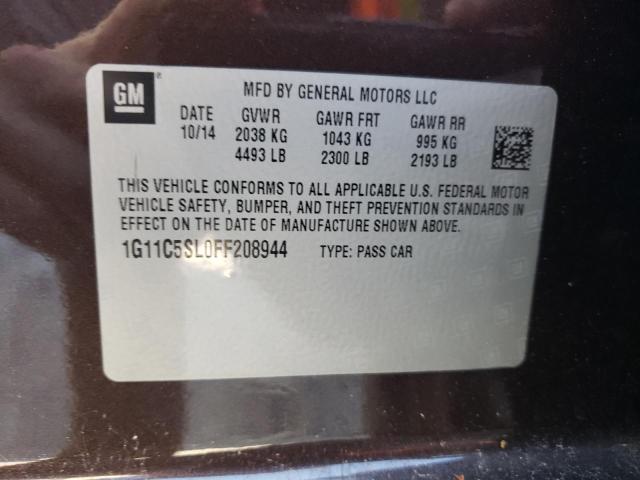 GM
MFD BY GENERAL MOTORS LLC
DATE GVWR GAWR FRT GAWR RR
10/14 2038 KG 1043 KG 995 KG
4493 LB 2300 LB 2193 LB
THIS VEHICLE CONFORMS TO ALL APPLICABLE U.S. FEDERAL MOTOR
VEHICLE SAFETY, BUMPER, AND THEFT PREVENTION STANDARDS IN
EFFECT ON THE DATE OF MANUFACTURE SHOWN ABOVE.
1G11C5SL0FF208944 TYPE: PASS CAR